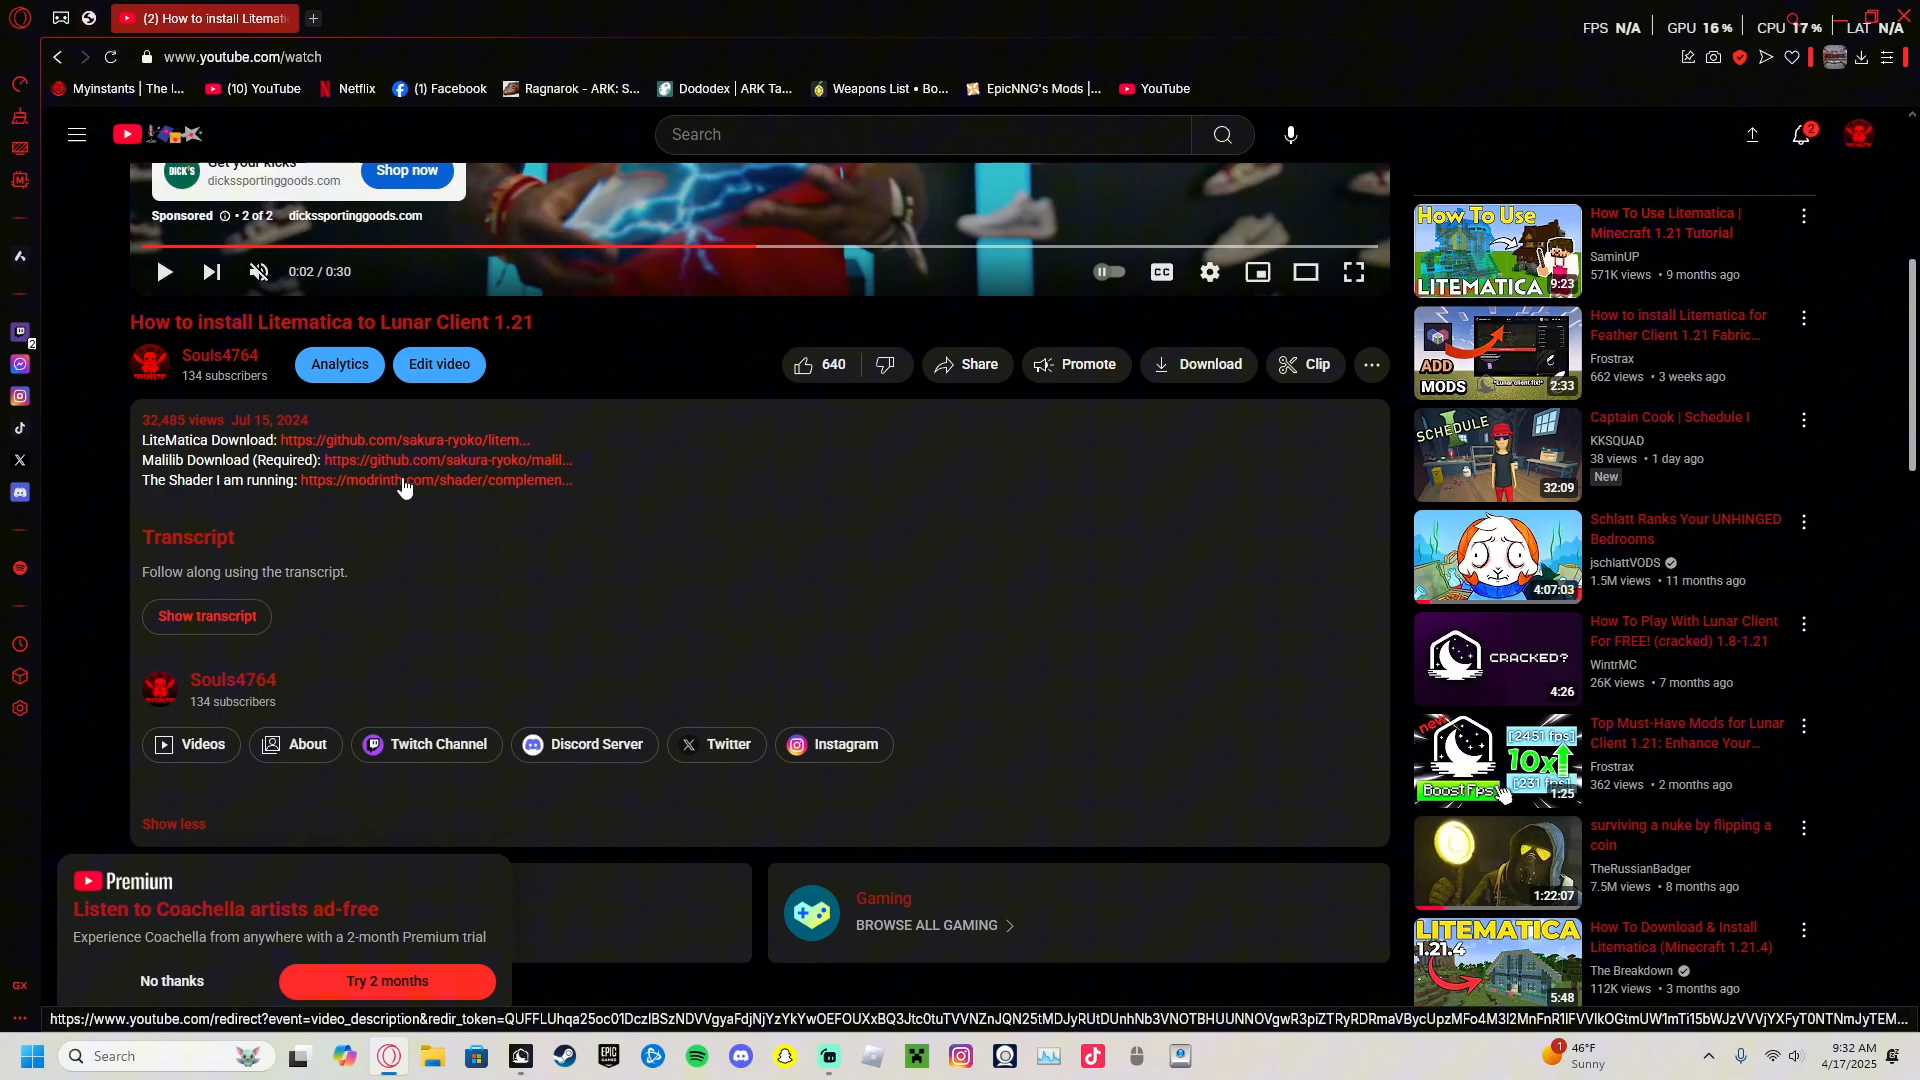 (2) How to install Litemati
FPS N/A GPU 16 % CPU 17 % LAT N/A
www.youtube.com/watch
Myinstants | The I... (10) YouTube Netflix (1) Facebook Ragnarok - ARK: S... Dododex | ARK Ta... Weapons List • Bo... EpicNNG's Mods |... YouTube
Search
2
DICK'S
Get your kicks
dickssportinggoods.com
Shop now
Sponsored • 2 of 2 dickssportinggoods.com
0:02 / 0:30
CC
How to install Litematica to Lunar Client 1.21
Souls4764
134 subscribers
Analytics
Edit video
640
Share
Promote
Download
Clip
32,485 views Jul 15, 2024
LiteMatica Download: https://github.com/sakura-ryoko/litem...
Malilib Download (Required): https://github.com/sakura-ryoko/malil...
The Shader I am running: https://modrinth.com/shader/complemen...
Transcript
Follow along using the transcript.
Show transcript
Souls4764
134 subscribers
Videos
About
Twitch Channel
Discord Server
Twitter
Instagram
Show less
Premium
Listen to Coachella artists ad-free
Experience Coachella from anywhere with a 2-month Premium trial
No thanks
Try 2 months
Gaming
BROWSE ALL GAMING
How To Use
LITEMATICA
9:23
How To Use Litematica |
Minecraft 1.21 Tutorial
SaminUP
571K views • 9 months ago
ADD
MODS
2:33
How to install Litematica for
Feather Client 1.21 Fabric...
Frostrax
662 views • 3 weeks ago
SCHEDULE I
32:09
Captain Cook | Schedule I
KKSQUAD
38 views • 1 day ago
New
4:07:03
Schlatt Ranks Your UNHINGED
Bedrooms
jschlattVODS
1.5M views • 11 months ago
CRACKED?
4:26
How To Play With Lunar Client
For FREE! (cracked) 1.8-1.21
WintrMC
26K views • 7 months ago
new
[2451 fps]
10x
[231 fps]
Boost Fps
1:25
Top Must-Have Mods for Lunar
Client 1.21: Enhance Your...
Frostrax
362 views • 2 months ago
1:22:07
surviving a nuke by flipping a
coin
TheRussianBadger
7.5M views • 8 months ago
LITEMATICA
1.21.4
5:48
How To Download & Install
Litematica (Minecraft 1.21.4)
The Breakdown
112K views • 3 months ago
2
GX
Search
1
46°F
Sunny
9:32 AM
4/17/2025